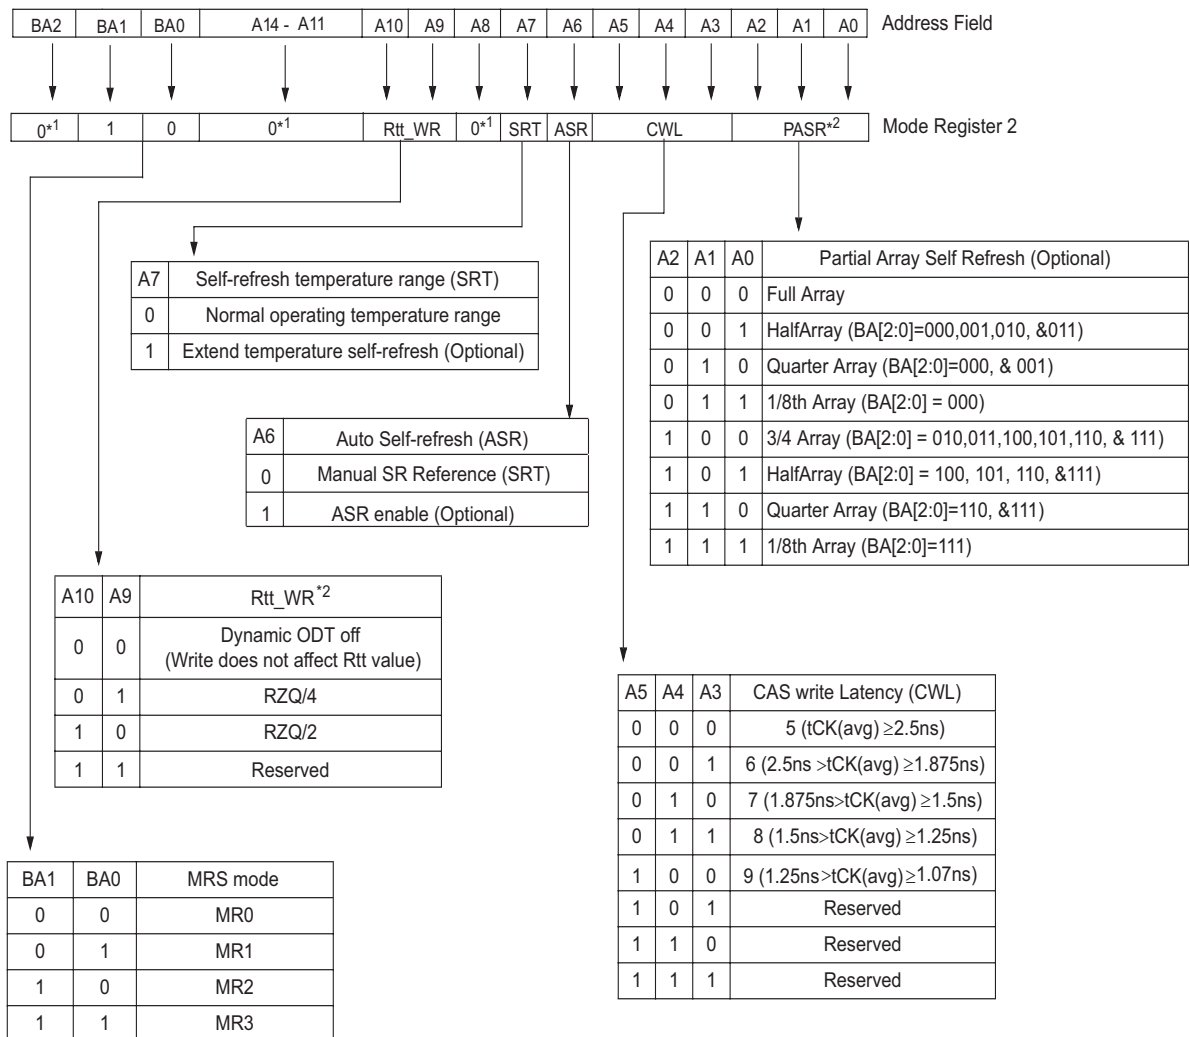 BA2 BA1 BA0 A14 - A11 A10 A9 A8 A7 A6 A5 A4 A3 A2 A1 A0 Address Field
0*1 1 0 0*1 Rtt_WR 0*1 SRT ASR CWL PASR*2 Mode Register 2
A7 Self-refresh temperature range (SRT)
0 Normal operating temperature range
1 Extend temperature self-refresh (Optional)
A2 A1 A0 Partial Array Self Refresh (Optional)
0 0 0 Full Array
0 0 1 HalfArray (BA[2:0]=000,001,010, &011)
0 1 0 Quarter Array (BA[2:0]=000, & 001)
0 1 1 1/8th Array (BA[2:0] = 000)
1 0 0 3/4 Array (BA[2:0] = 010,011,100,101,110, & 111)
1 0 1 HalfArray (BA[2:0] = 100, 101, 110, &111)
1 1 0 Quarter Array (BA[2:0]=110, &111)
1 1 1 1/8th Array (BA[2:0]=111)
A6 Auto Self-refresh (ASR)
0 Manual SR Reference (SRT)
1 ASR enable (Optional)
A10 A9 Rtt_WR*2
0 0 Dynamic ODT off
(Write does not affect Rtt value)
0 1 RZQ/4
1 0 RZQ/2
1 1 Reserved
A5 A4 A3 CAS write Latency (CWL)
0 0 0 5 (tCK(avg) ≥2.5ns)
0 0 1 6 (2.5ns >tCK(avg) ≥1.875ns)
0 1 0 7 (1.875ns>tCK(avg) ≥1.5ns)
0 1 1 8 (1.5ns>tCK(avg) ≥1.25ns)
1 0 0 9 (1.25ns>tCK(avg) ≥1.07ns)
1 0 1 Reserved
1 1 0 Reserved
1 1 1 Reserved
BA1 BA0 MRS mode
0 0 MR0
0 1 MR1
1 0 MR2
1 1 MR3